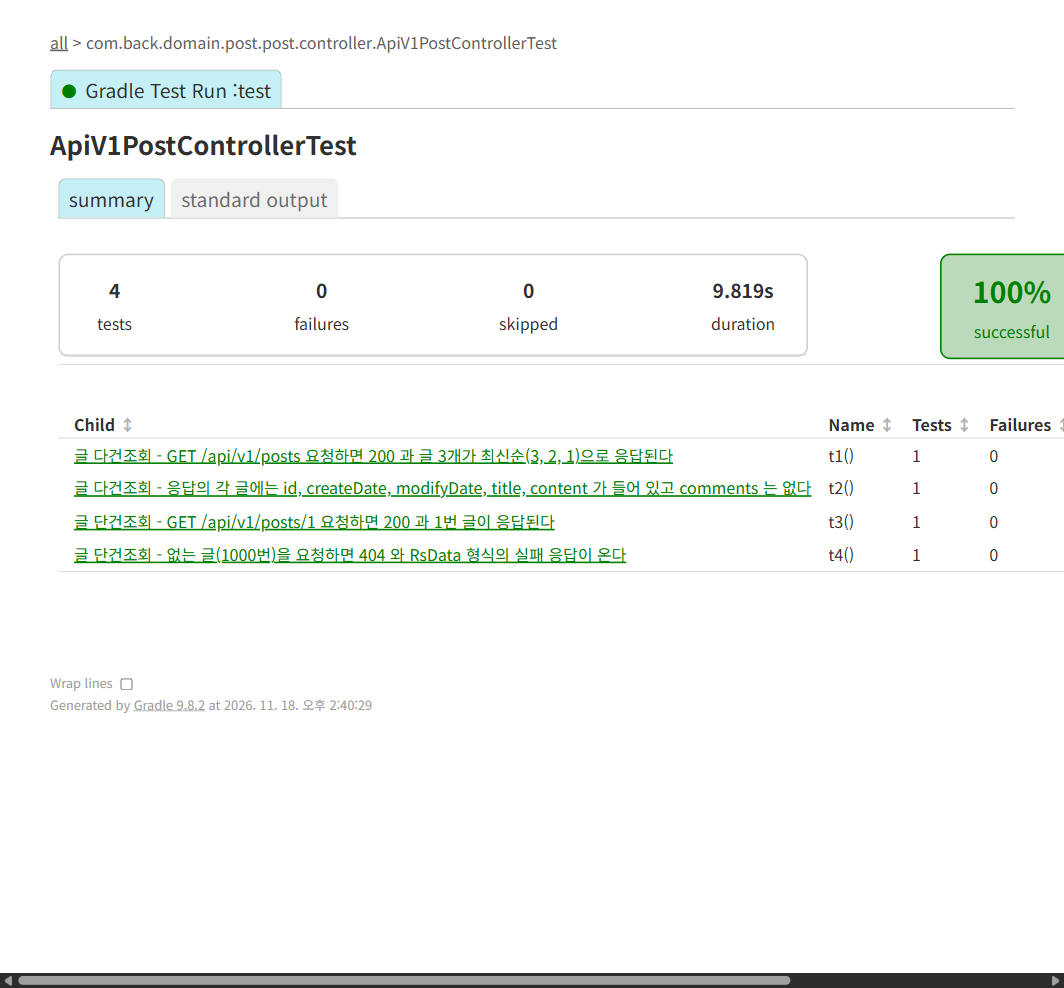 all > com.back.domain.post.post.controller.ApiV1PostControllerTest
Gradle Test Run :test
ApiV1PostControllerTest
summary standard output
4 0 0 9.819s 100%
tests failures skipped duration successful
Child Name Tests Failures
글 다건조회 - GET /api/v1/posts 요청하면 200 과 글 3개가 최신순(3, 2, 1)으로 응답된다 t1() 1 0
글 다건조회 - 응답의 각 글에는 id, createDate, modifyDate, title, content 가 들어 있고 comments 는 없다 t2() 1 0
글 단건조회 - GET /api/v1/posts/1 요청하면 200 과 1번 글이 응답된다 t3() 1 0
글 단건조회 - 없는 글(1000번)을 요청하면 404 와 RsData 형식의 실패 응답이 온다 t4() 1 0
Wrap lines
Generated by Gradle 9.8.2 at 2026. 11. 18. 오후 2:40:29